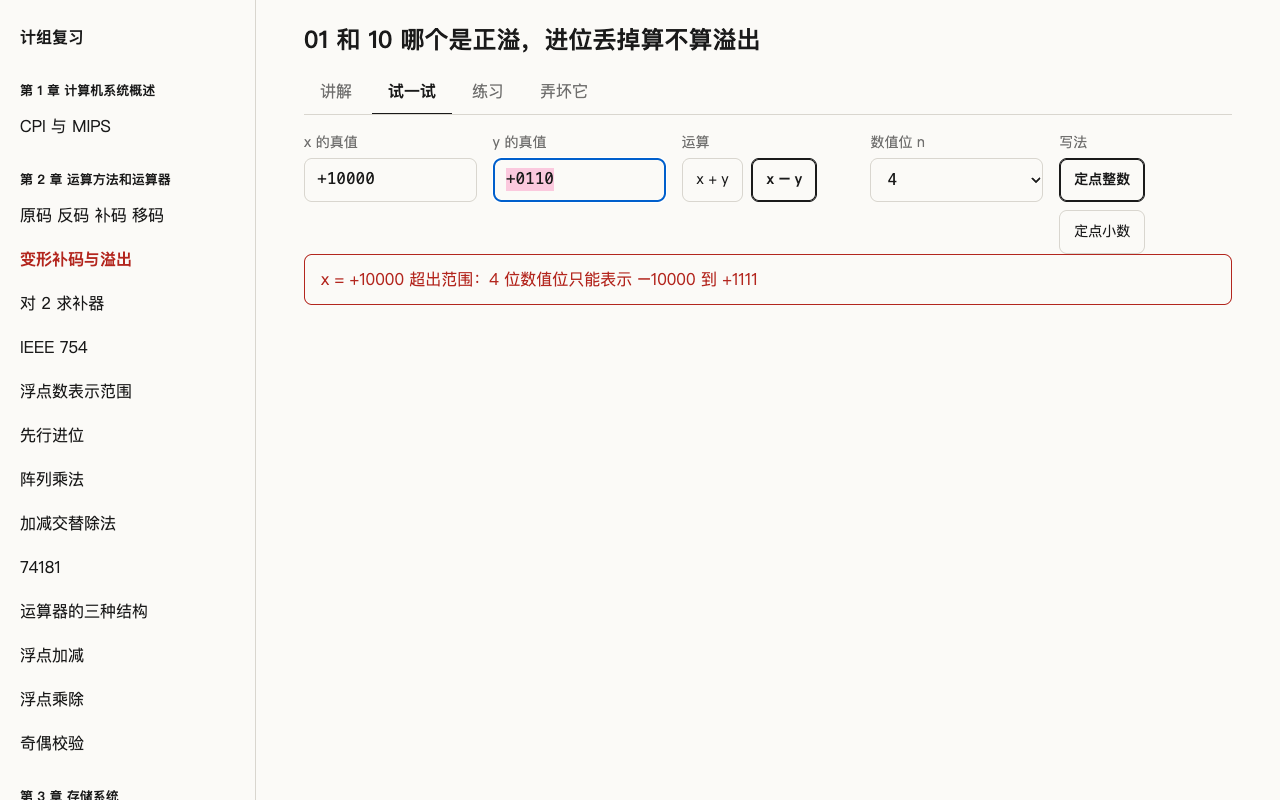 计组复习
第 1 章 计算机系统概述
CPI 与 MIPS
第 2 章 运算方法和运算器
原码 反码 补码 移码
变形补码与溢出
对 2 求补器
IEEE 754
浮点数表示范围
先行进位
阵列乘法
加减交替除法
74181
运算器的三种结构
浮点加减
浮点乘除
奇偶校验
第 3 章 存储系统
01 和 10 哪个是正溢，进位丢掉算不算溢出
讲解 试一试 练习 弄坏它
x 的真值 y 的真值 运算 数值位 n 写法
+10000 +0110 x + y x − y 4 定点整数
定点小数
x = +10000 超出范围：4 位数值位只能表示 −10000 到 +1111